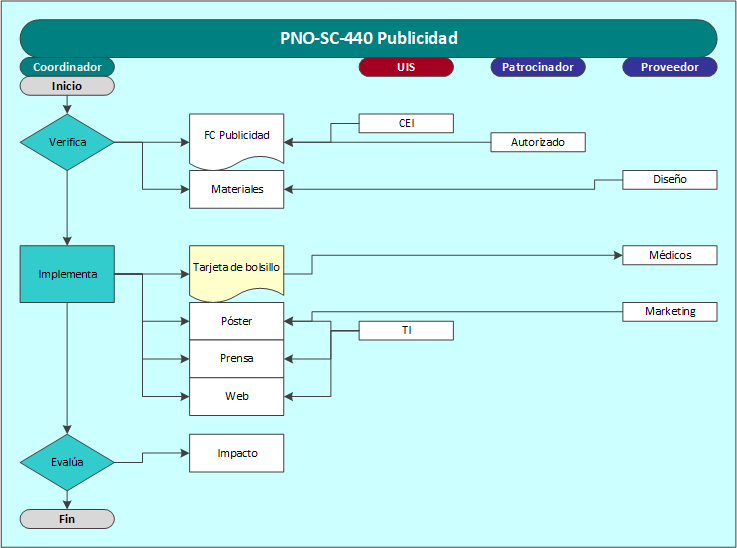 PNO-SC-440 Publicidad
Coordinador
UIS
Patrocinador
Proveedor
Inicio
Verifica
FC Publicidad
CEI
Autorizado
Materiales
Diseño
Implementa
Tarjeta de bolsillo
Médicos
Póster
Marketing
TI
Prensa
Web
Evalúa
Impacto
Fin